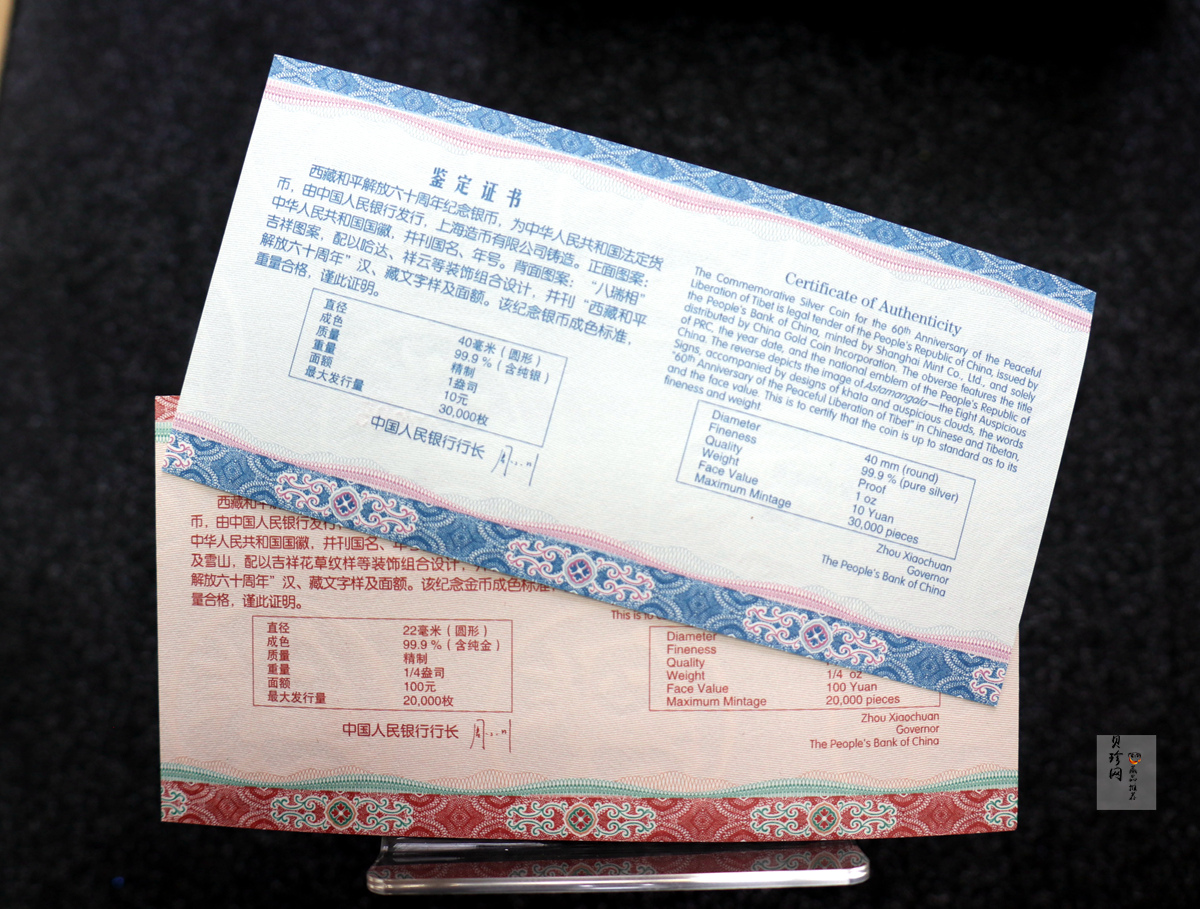 鉴定证书
西藏和平解放六十周年纪念银币，为中华人民共和国法定货
币，由中国人民银行发行，上海造币有限公司铸造。正面图案：
中华人民共和国国徽，并刊国名、年号。背面图案：“八瑞相”
吉祥图案，配以哈达、祥云等装饰组合设计，并刊“西藏和平
解放六十周年”汉、藏文字样及面额。该纪念银币成色标准，
重量合格，谨此证明。
直径 40毫米（圆形）
成色 99.9％（含纯银）
质量 精制
重量 1盎司
面额 10元
最大发行量 30,000枚
中国人民银行行长
Certificate of Authenticity
The Commemorative Silver Coin for the 60th Anniversary of the Peaceful
Liberation of Tibet is legal tender of the People's Republic of China, issued by
the People's Bank of China, minted by Shanghai Mint Co., Ltd., and solely
distributed by China Gold Coin Incorporation. The obverse features the title
of PRC, the year date, and the national emblem of the People's Republic of
China. The reverse depicts the image of Astamangala—the Eight Auspicious
Signs, accompanied by designs of khata and auspicious clouds, the words
"60th Anniversary of the Peaceful Liberation of Tibet" in Chinese and Tibetan,
and the face value. This is to certify that the coin is up to standard as to its
fineness and weight.
Diameter 40 mm (round)
Fineness 99.9 % (pure silver)
Quality Proof
Weight 1 oz
Face Value 10 Yuan
Maximum Mintage 30,000 pieces
Zhou Xiaochuan
Governor
The People's Bank of China
西藏和平
币，由中国人民银行发行，
中华人民共和国国徽，并刊国名、年
及雪山，配以吉祥花草纹样等装饰组合设计，
解放六十周年”汉、藏文字样及面额。该纪念金币成色标准，
量合格，谨此证明。
直径 22毫米（圆形）
成色 99.9％（含纯金）
质量 精制
重量 1/4盎司
面额 100元
最大发行量 20,000枚
中国人民银行行长
This is to
Diameter
Fineness
Quality
Weight 1/4 oz
Face Value 100 Yuan
Maximum Mintage 20,000 pieces
Zhou Xiaochuan
Governor
The People's Bank of China
贝珍网